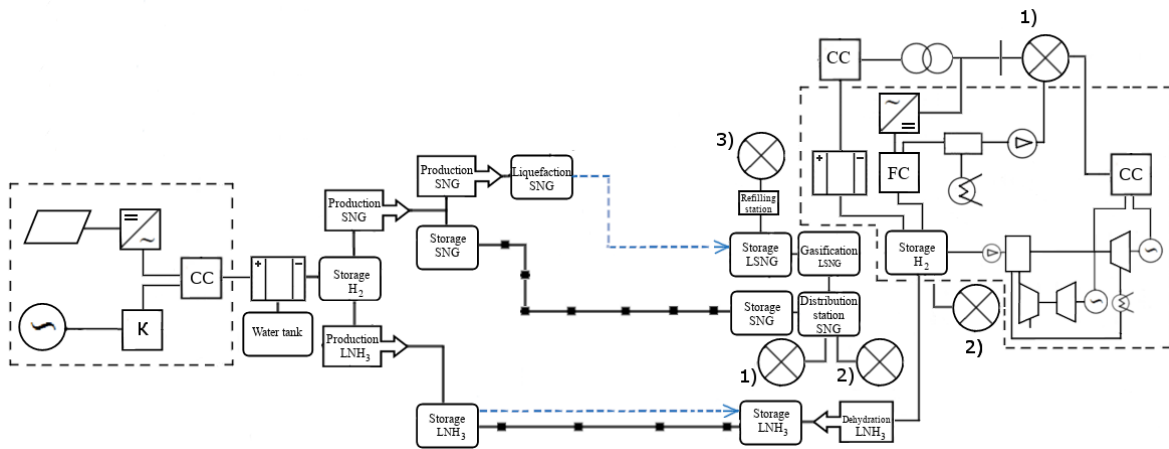 1)
CC
3)
Production
SNG
Liquefaction
SNG
+ −
~
=
FC
CC
Refilling
station
Production
SNG
=
~
Storage
SNG
Storage
LSNG
Gasification
LSNG
Storage
H2
CC
+ −
Storage
H2
K
Water tank
Production
LNH3
Storage
SNG
Distribution
station
SNG
2)
1)
2)
Storage
LNH3
Storage
LNH3
Dehydration
LNH3